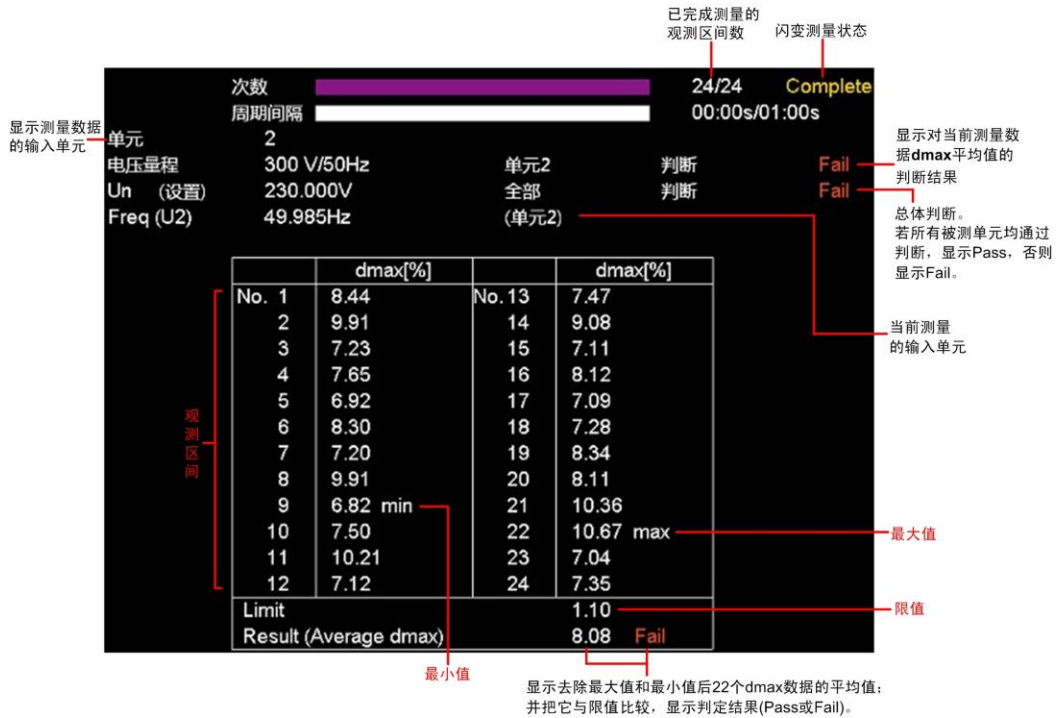 已完成测量的
观测区间数
闪变测量状态
次数 24/24 Complete
周期间隔 00:00s/01:00s
显示测量数据
的输入单元
单元 2
电压量程 300 V/50Hz 单元2 判断 Fail
Un (设置) 230.000V 全部 判断 Fail
Freq (U2) 49.985Hz (单元2)
显示对当前测量数
据dmax平均值的
判断结果
总体判断。
若所有被测单元均通过
判断，显示Pass，否则
显示Fail。
当前测量
的输入单元
dmax[%] dmax[%]
No. 1 8.44 No.13 7.47
2 9.91 14 9.08
3 7.23 15 7.11
4 7.65 16 8.12
5 6.92 17 7.09
6 8.30 18 7.28
7 7.20 19 8.34
8 9.91 20 8.11
9 6.82 min 21 10.36
10 7.50 22 10.67 max
11 10.21 23 7.04
12 7.12 24 7.35
观测区间
最大值
Limit 1.10
限值
Result (Average dmax) 8.08 Fail
最小值
显示去除最大值和最小值后22个dmax数据的平均值；
并把它与限值比较，显示判定结果(Pass或Fail)。